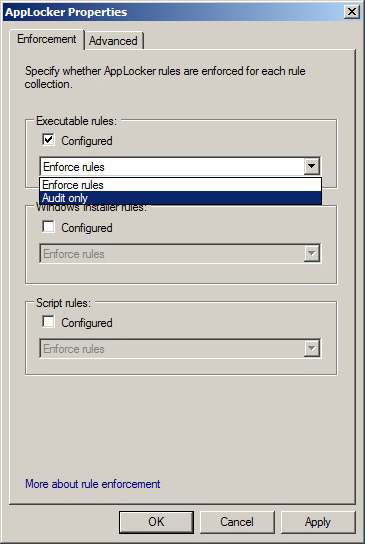 AppLocker Properties
Enforcement
Advanced
Specify whether AppLocker rules are enforced for each rule
collection.
Executable rules:
Configured
Enforce rules
Enforce rules
Audit only
Windows Installer rules:
Configured
Enforce rules
Script rules:
Configured
Enforce rules
More about rule enforcement
OK
Cancel
Apply